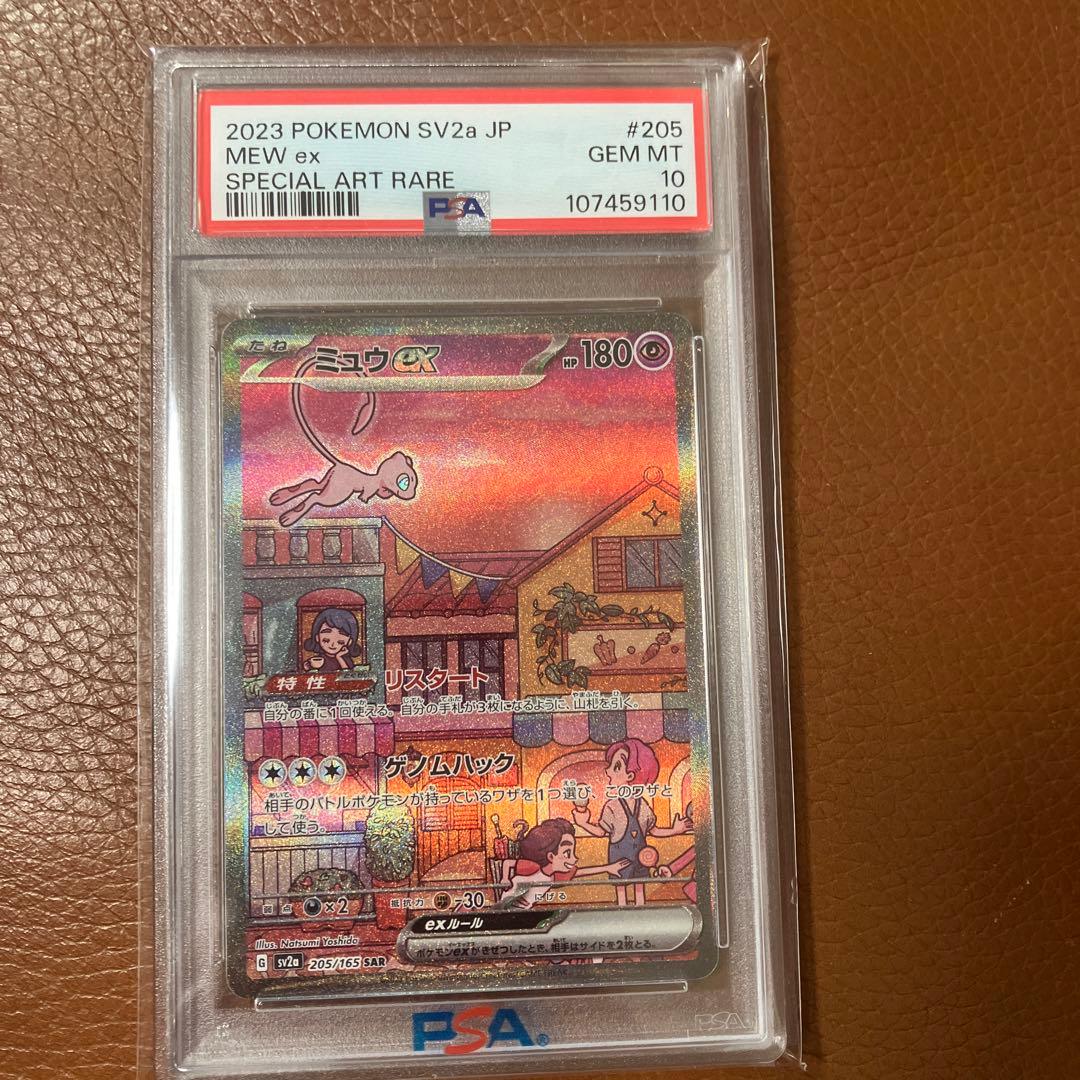 2023 POKEMON SV2a JP #205
MEW ex GEM MT
SPECIAL ART RARE 10
PSA 107459110
たね ミュウex HP 180
特性 リスタート
自分の番に1回使える。自分の手札が3枚になるように、山札を引く。
ゲノムハック
相手のバトルポケモンが持っているワザを1つ選び、このワザと
して使う。
弱点 ×2 抵抗力 -30 にげる
exルール
ポケモンexがきぜつしたとき、相手はサイドを2枚とる。
Illus. Natsumi Yoshida
G sv2a 205/165 SAR
PSA
PSA